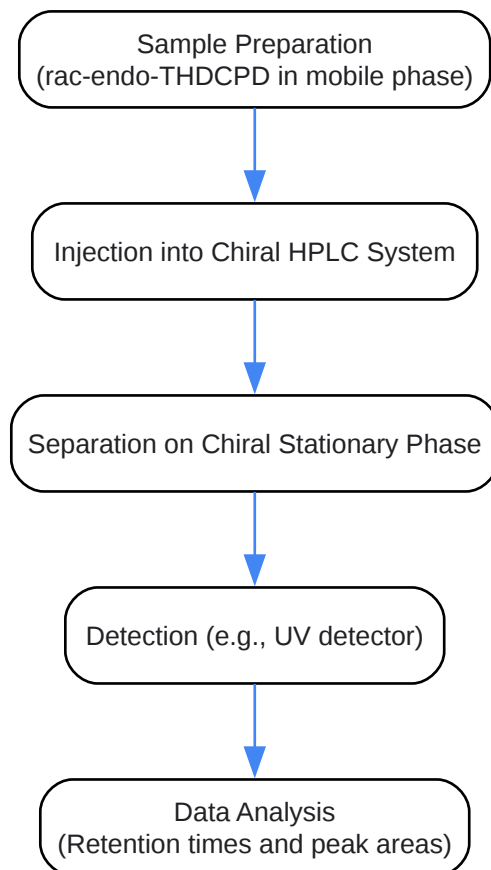 Sample Preparation
(rac-endo-THDCPD in mobile phase)
Injection into Chiral HPLC System
Separation on Chiral Stationary Phase
Detection (e.g., UV detector)
Data Analysis
(Retention times and peak areas)